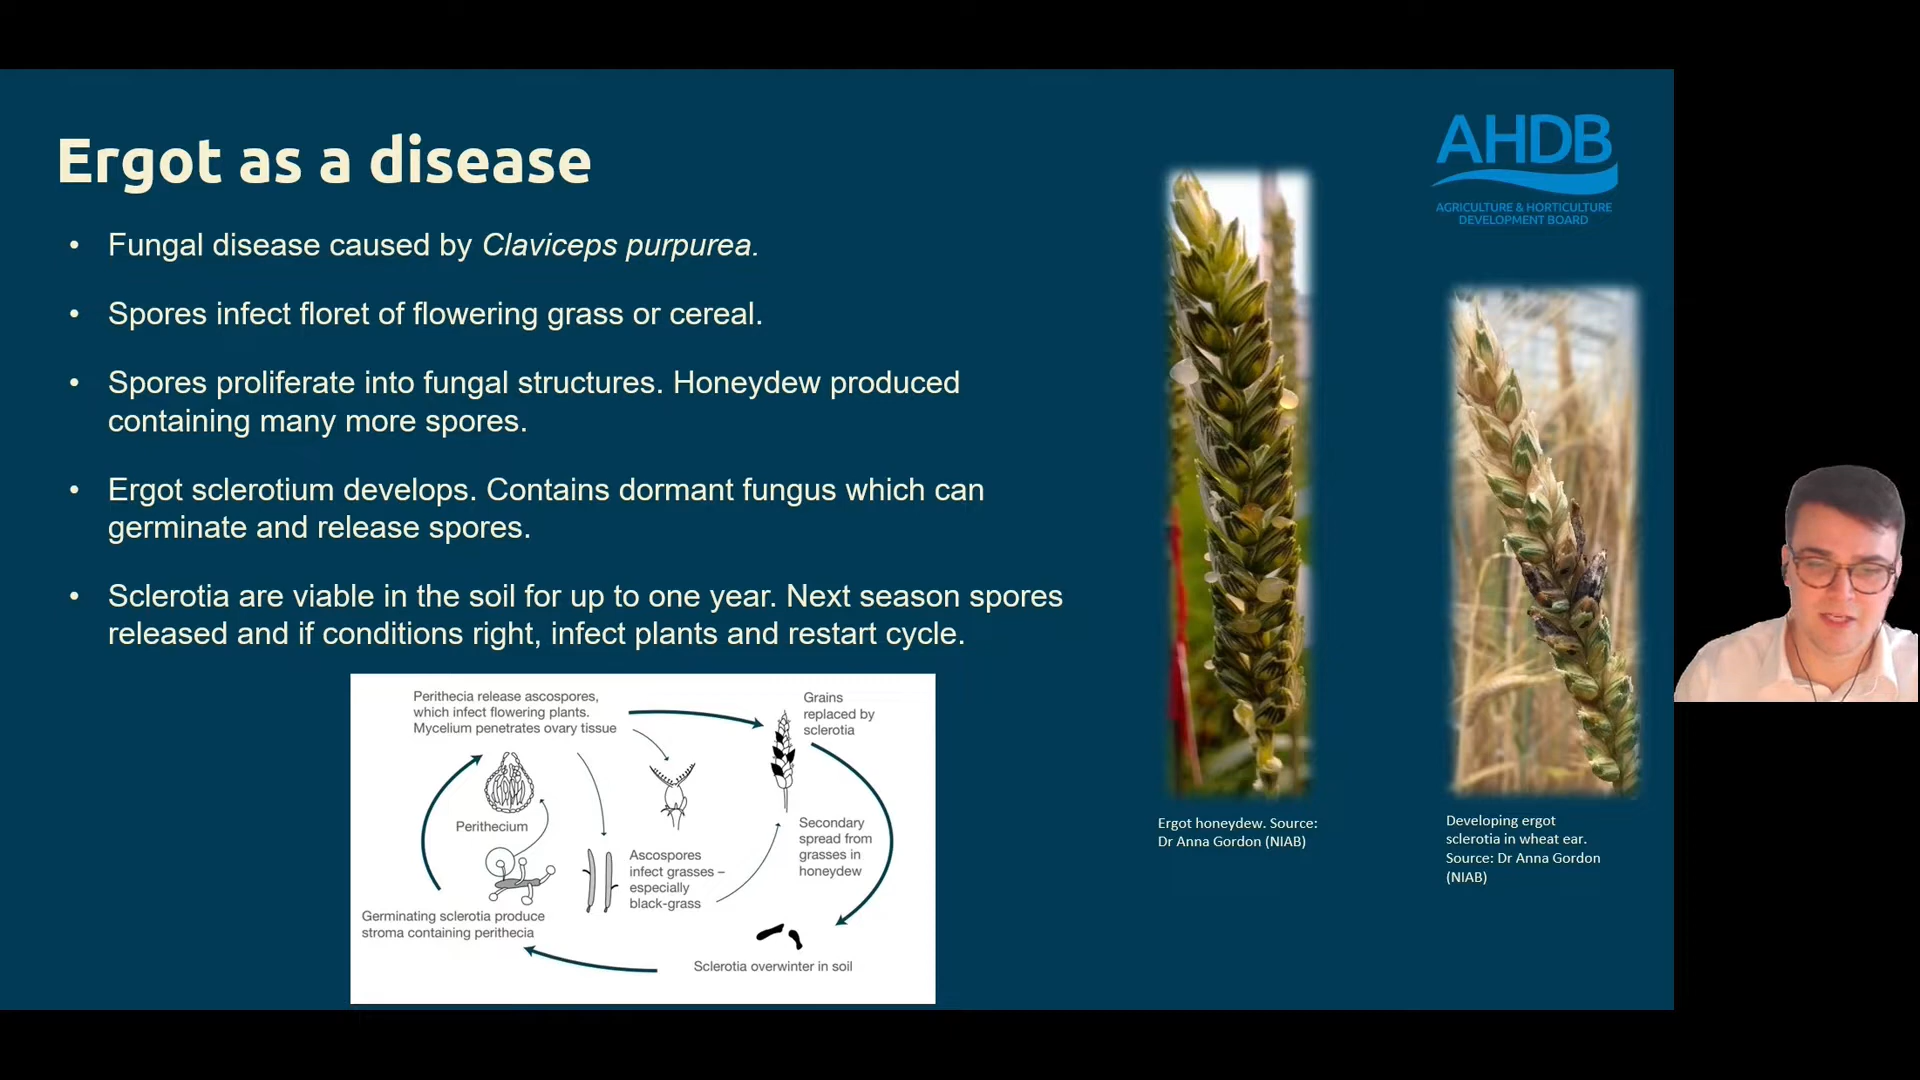 Ergot as a disease
AHDB
AGRICULTURE & HORTICULTURE
DEVELOPMENT BOARD
• Fungal disease caused by Claviceps purpurea.
• Spores infect floret of flowering grass or cereal.
• Spores proliferate into fungal structures. Honeydew produced
containing many more spores.
• Ergot sclerotium develops. Contains dormant fungus which can
germinate and release spores.
• Sclerotia are viable in the soil for up to one year. Next season spores
released and if conditions right, infect plants and restart cycle.
Perithecia release ascospores,
which infect flowering plants.
Mycelium penetrates ovary tissue
Grains
replaced by
sclerotia
Perithecium
Secondary
spread from
grasses in
honeydew
Ascospores
infect grasses –
especially
black-grass
Germinating sclerotia produce
stroma containing perithecia
Sclerotia overwinter in soil
Ergot honeydew. Source:
Dr Anna Gordon (NIAB)
Developing ergot
sclerotia in wheat ear.
Source: Dr Anna Gordon
(NIAB)